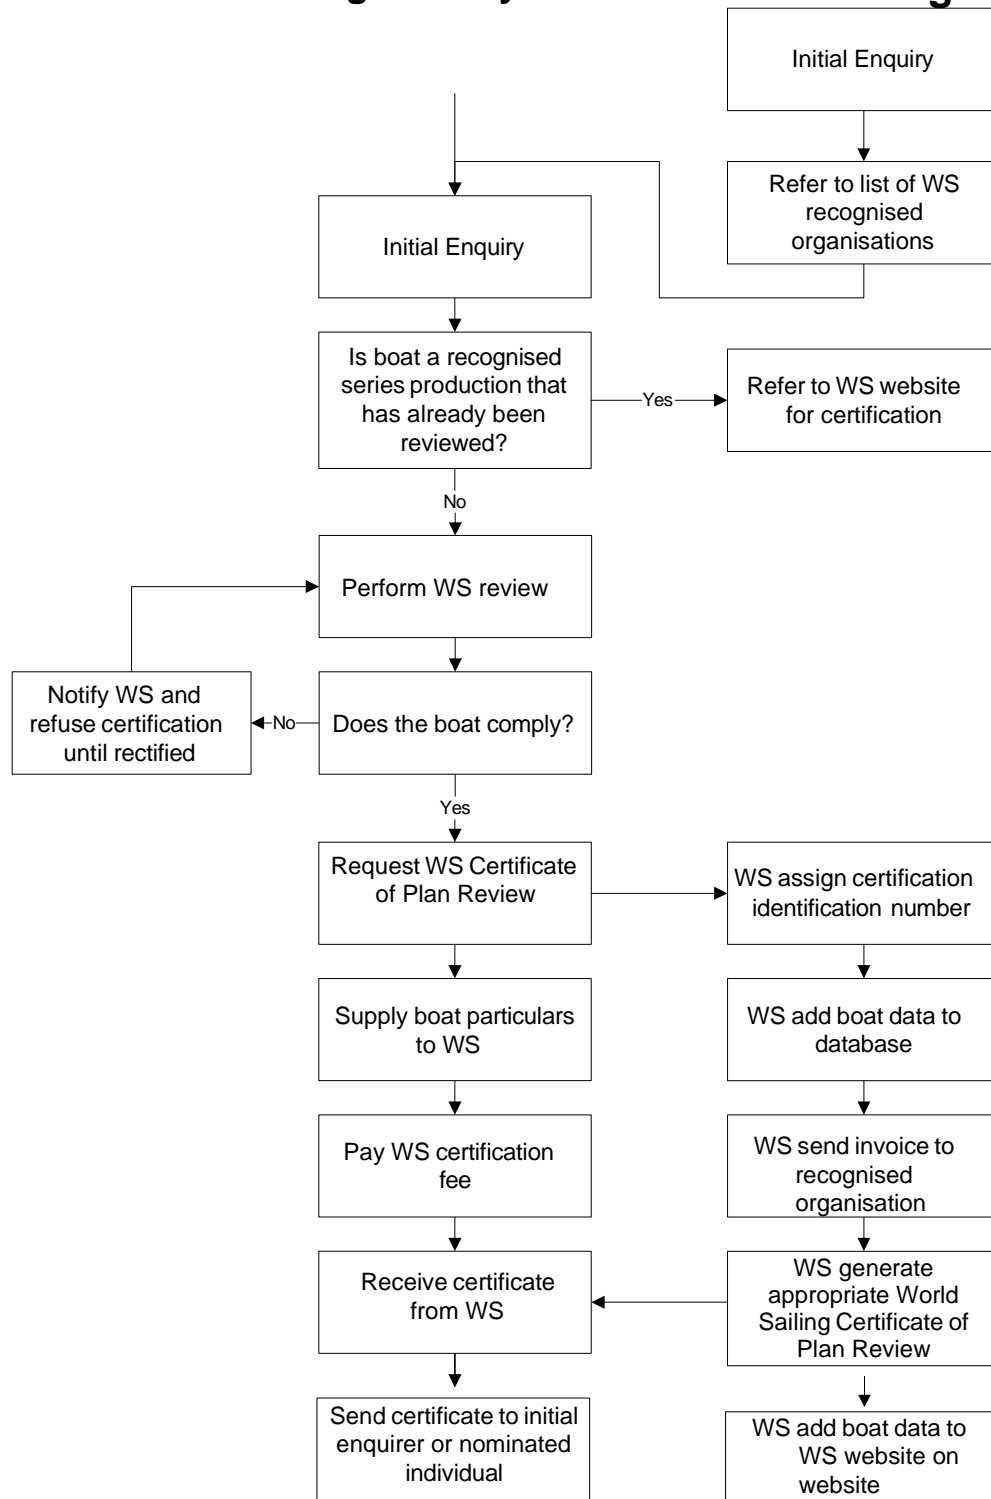 Initial Enquiry
Refer to list of WS
recognised
organisations
Initial Enquiry
Is boat a recognised
series production that
has already been
reviewed?
Yes
Refer to WS website
for certification
No
Perform WS review
Notify WS and
refuse certification
until rectified
No
Does the boat comply?
Yes
Request WS Certificate
of Plan Review
WS assign certification
identification number
Supply boat particulars
to WS
WS add boat data to
database
Pay WS certification
fee
WS send invoice to
recognised
organisation
Receive certificate
from WS
WS generate
appropriate World
Sailing Certificate of
Plan Review
Send certificate to initial
enquirer or nominated
individual
WS add boat data to
WS website on
website